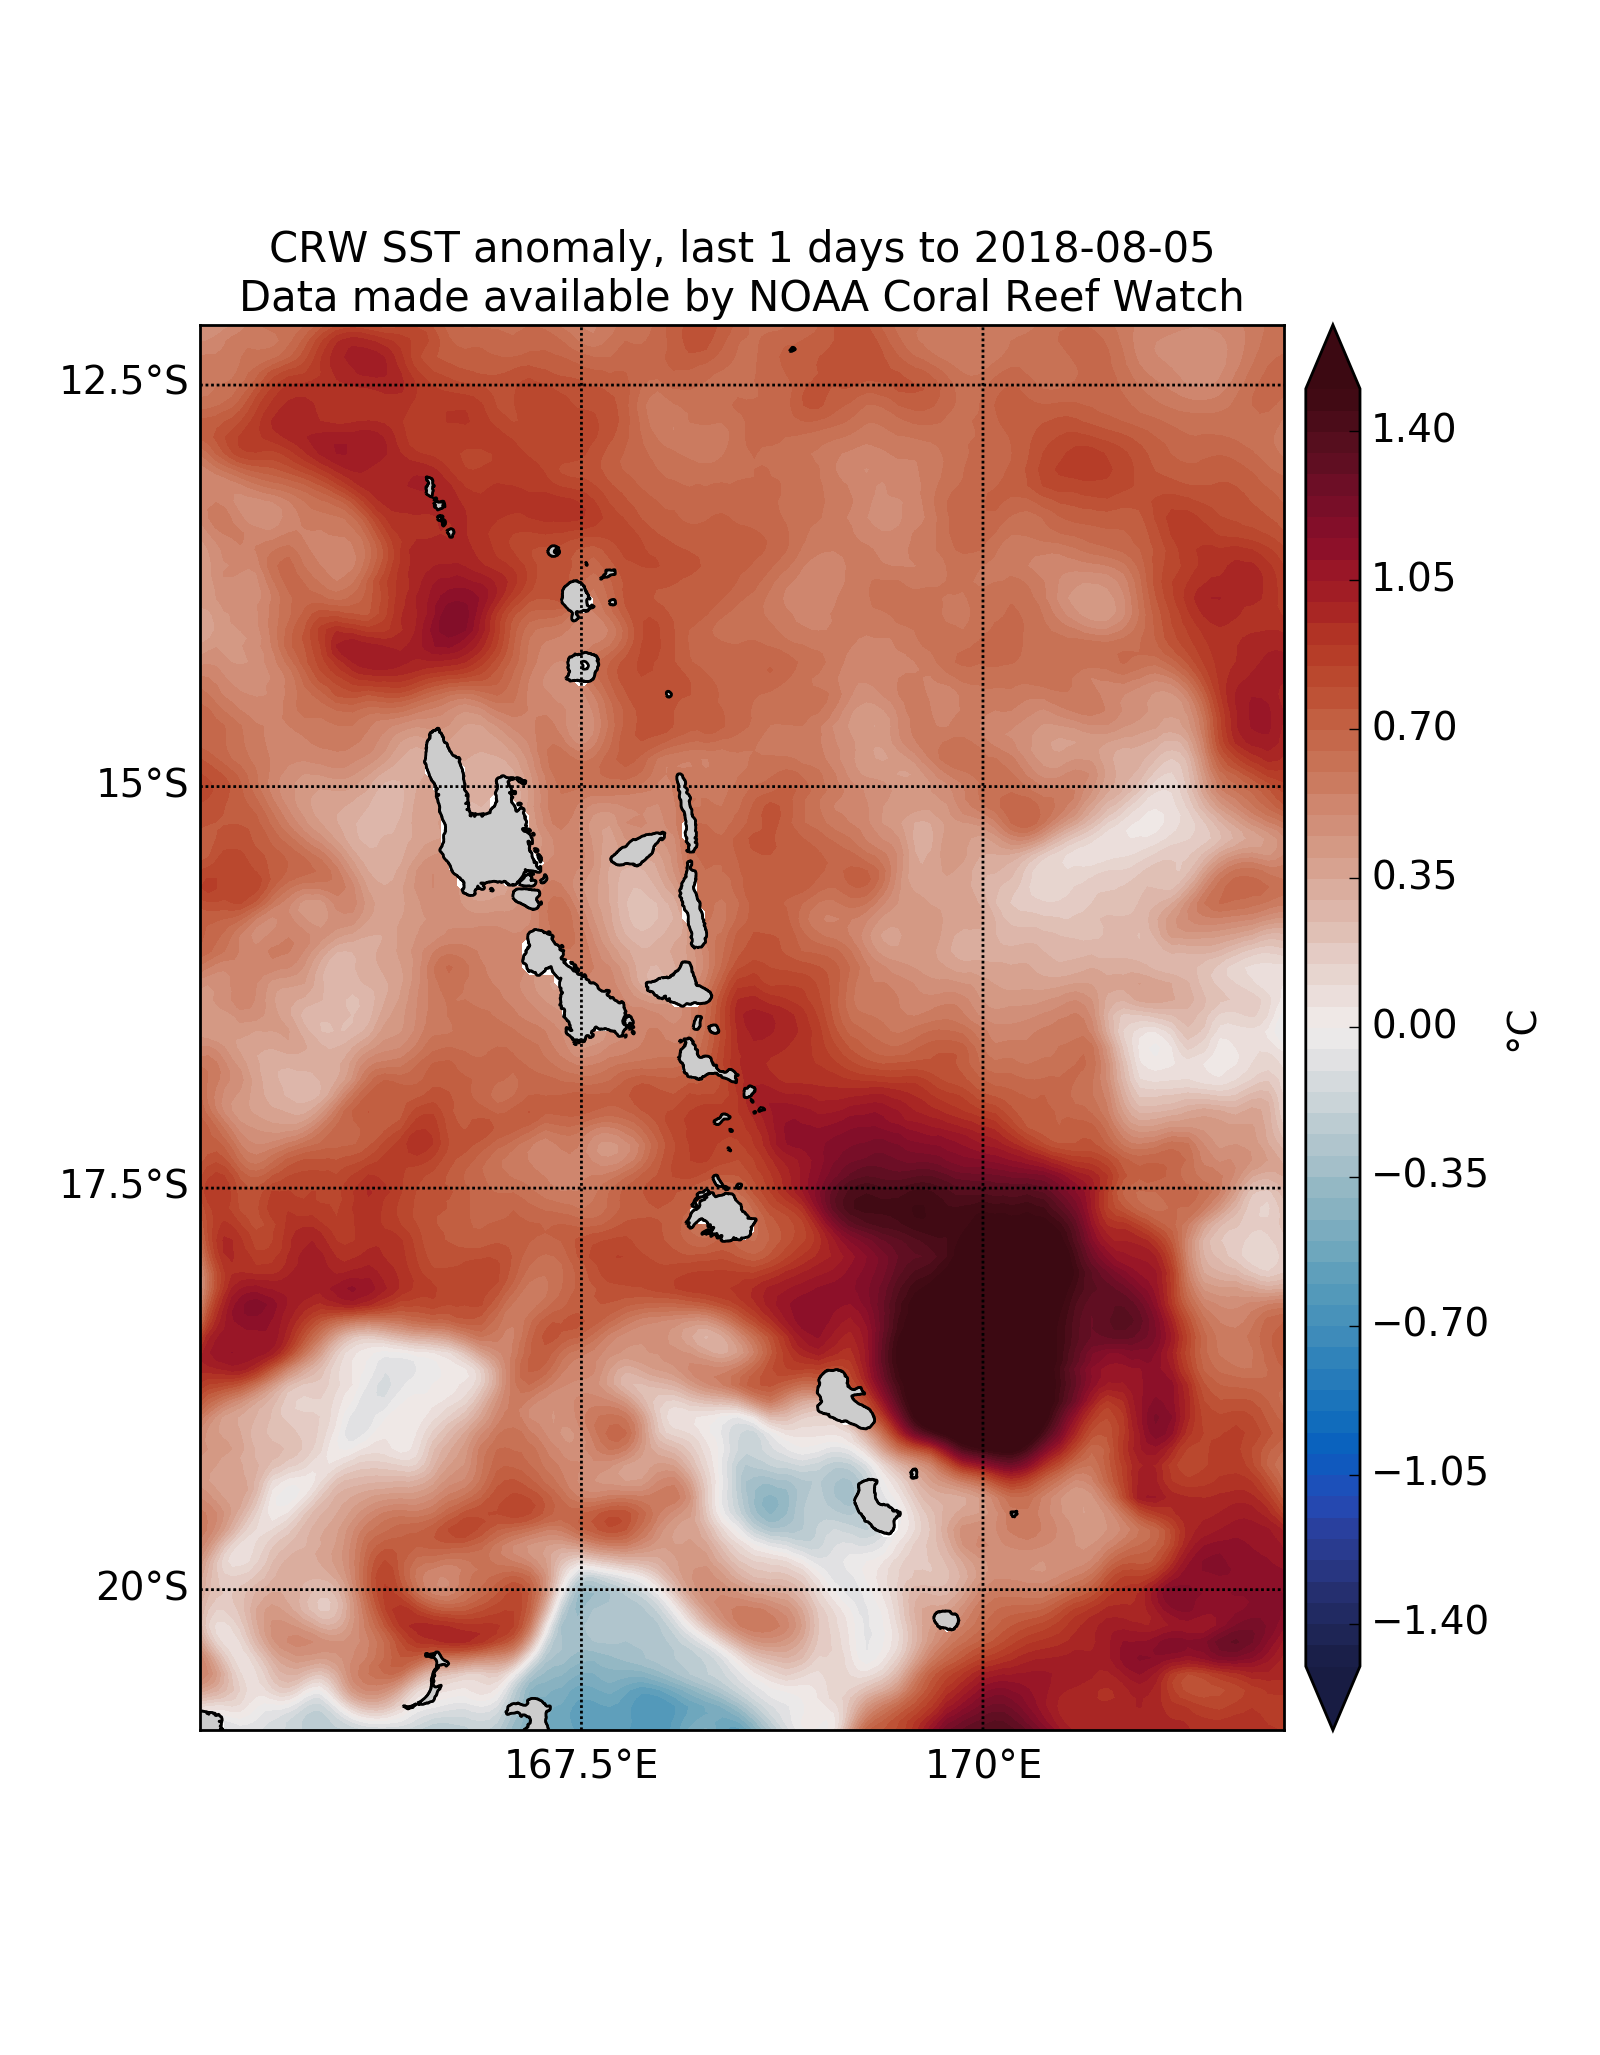 CRW SST anomaly, last 1 days to 2018-08-05
Data made available by NOAA Coral Reef Watch
12.5°S
15°S
17.5°S
20°S
167.5°E
170°E
1.40
1.05
0.70
0.35
0.00
−0.35
−0.70
−1.05
−1.40
°C